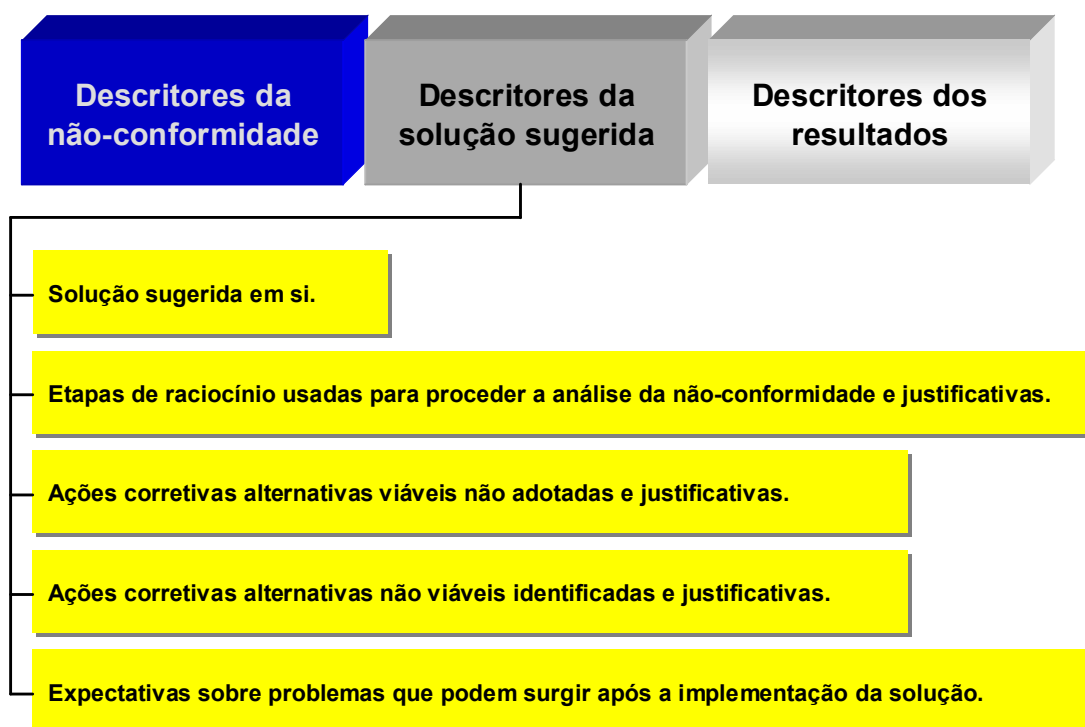 Descritores da
não-conformidade
Descritores da
solução sugerida
Descritores dos
resultados
Solução sugerida em si.
Etapas de raciocínio usadas para proceder a análise da não-conformidade e justificativas.
Ações corretivas alternativas viáveis não adotadas e justificativas.
Ações corretivas alternativas não viáveis identificadas e justificativas.
Expectativas sobre problemas que podem surgir após a implementação da solução.